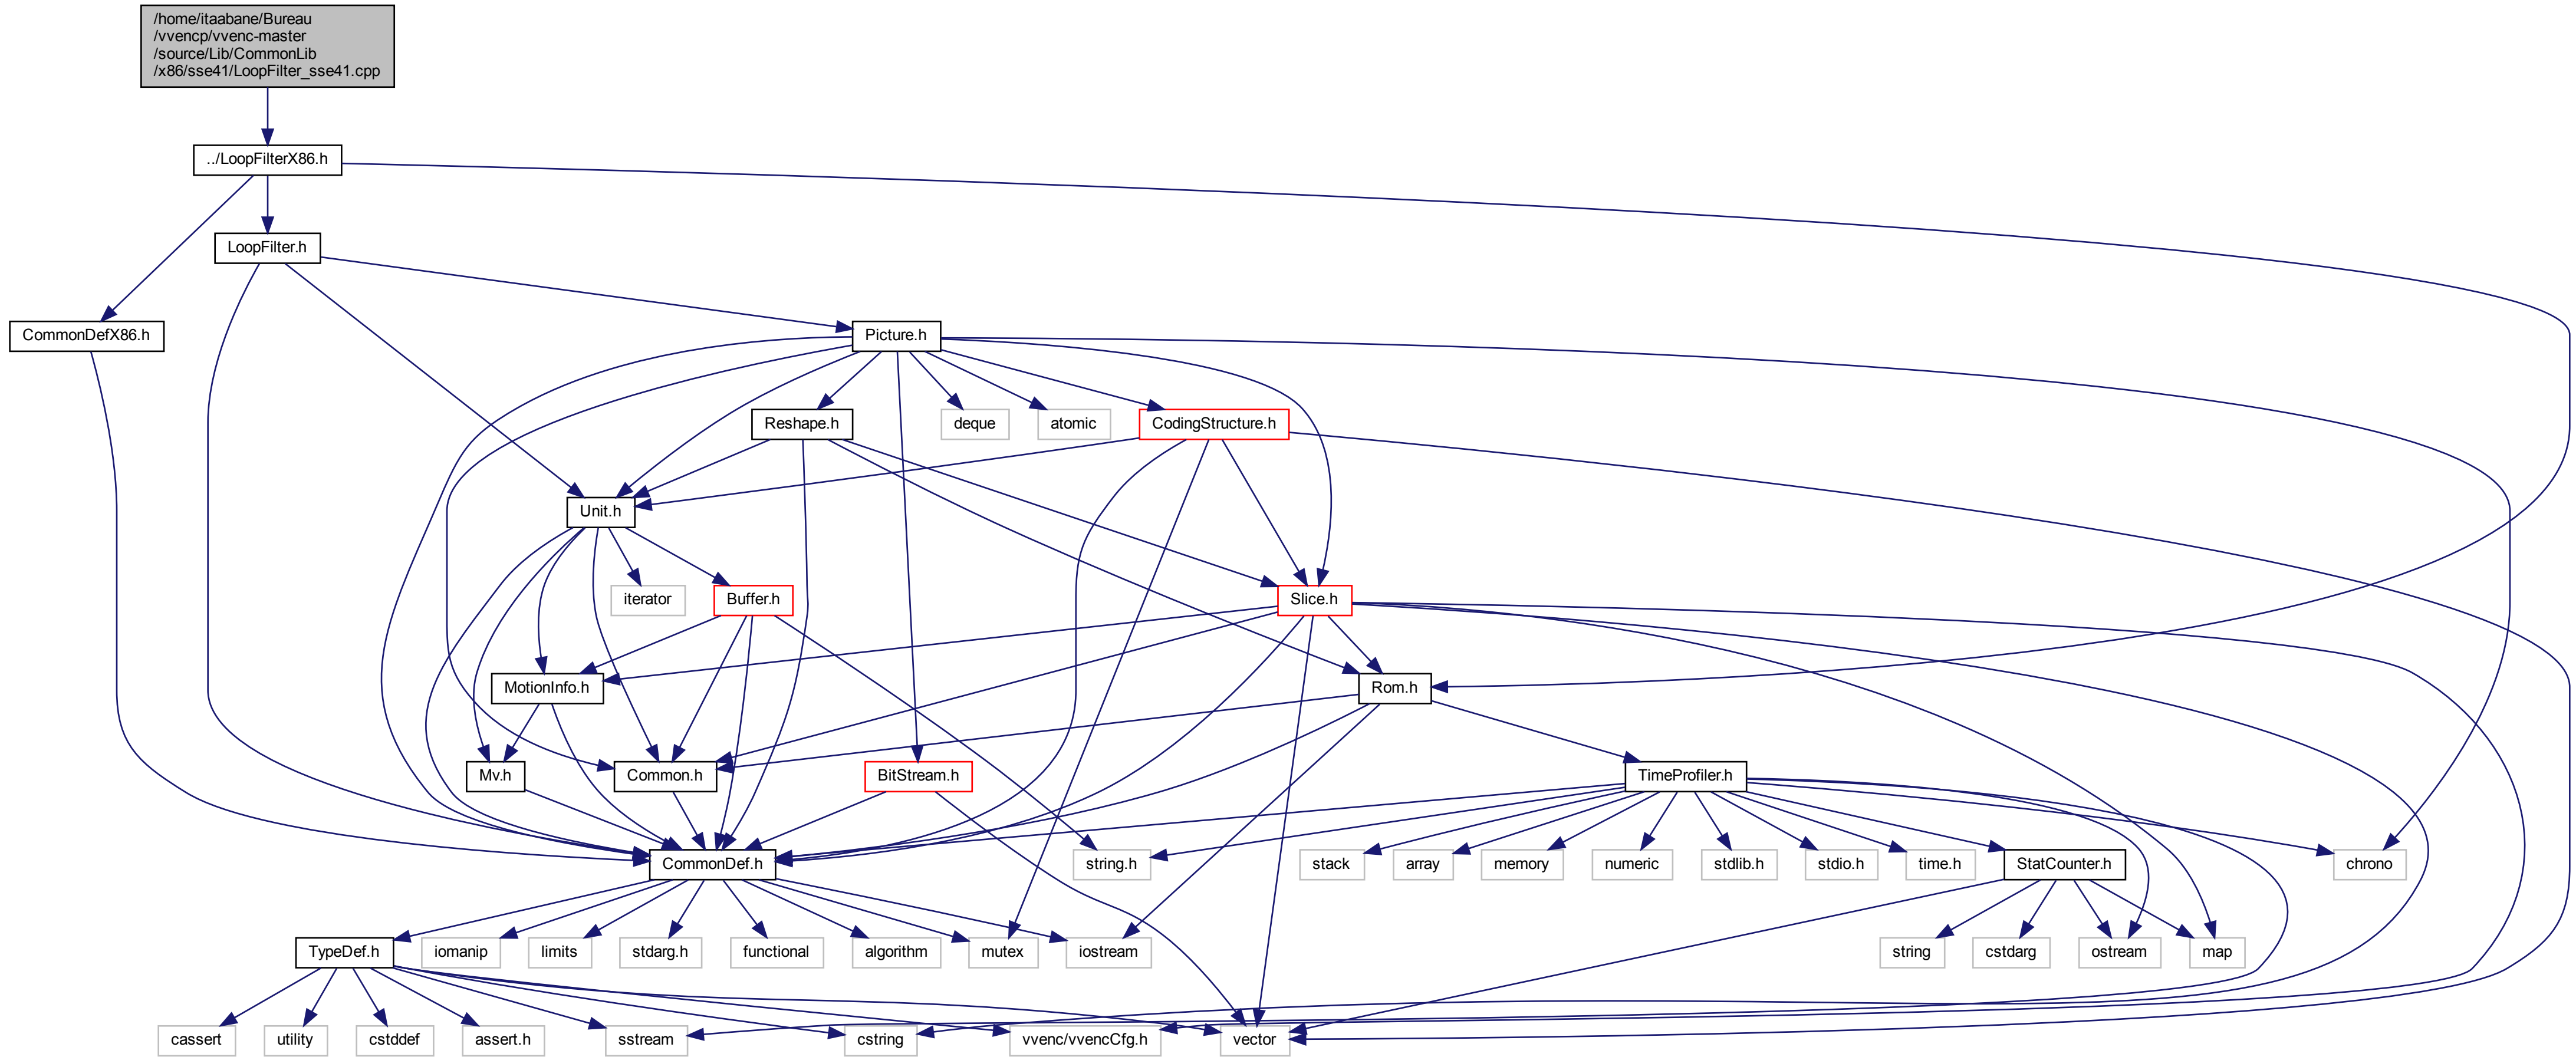 /home/itaabane/Bureau
/vvencp/vvenc-master
/source/Lib/CommonLib
/x86/sse41/LoopFilter_sse41.cpp
../LoopFilterX86.h
LoopFilter.h
CommonDefX86.h
Picture.h
Reshape.h
deque
atomic
CodingStructure.h
Unit.h
iterator
Buffer.h
Slice.h
MotionInfo.h
Rom.h
Mv.h
Common.h
BitStream.h
TimeProfiler.h
CommonDef.h
string.h
stack
array
memory
numeric
stdlib.h
stdio.h
time.h
StatCounter.h
chrono
TypeDef.h
iomanip
limits
stdarg.h
functional
algorithm
mutex
iostream
string
cstdarg
ostream
map
cassert
utility
cstddef
assert.h
sstream
cstring
vvenc/vvencCfg.h
vector